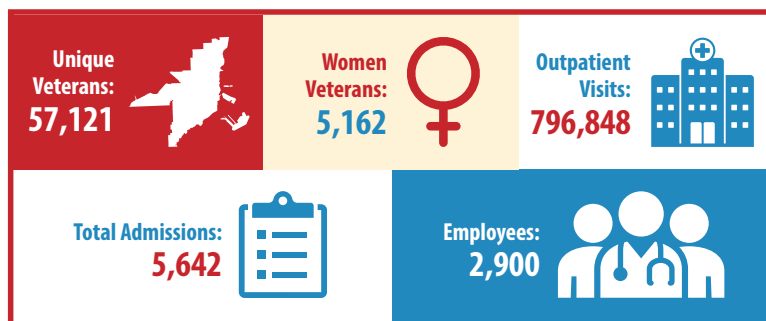 Unique
Veterans:
57,121
Women
Veterans:
5,162
Outpatient
Visits:
796,848
Total Admissions:
5,642
Employees:
2,900